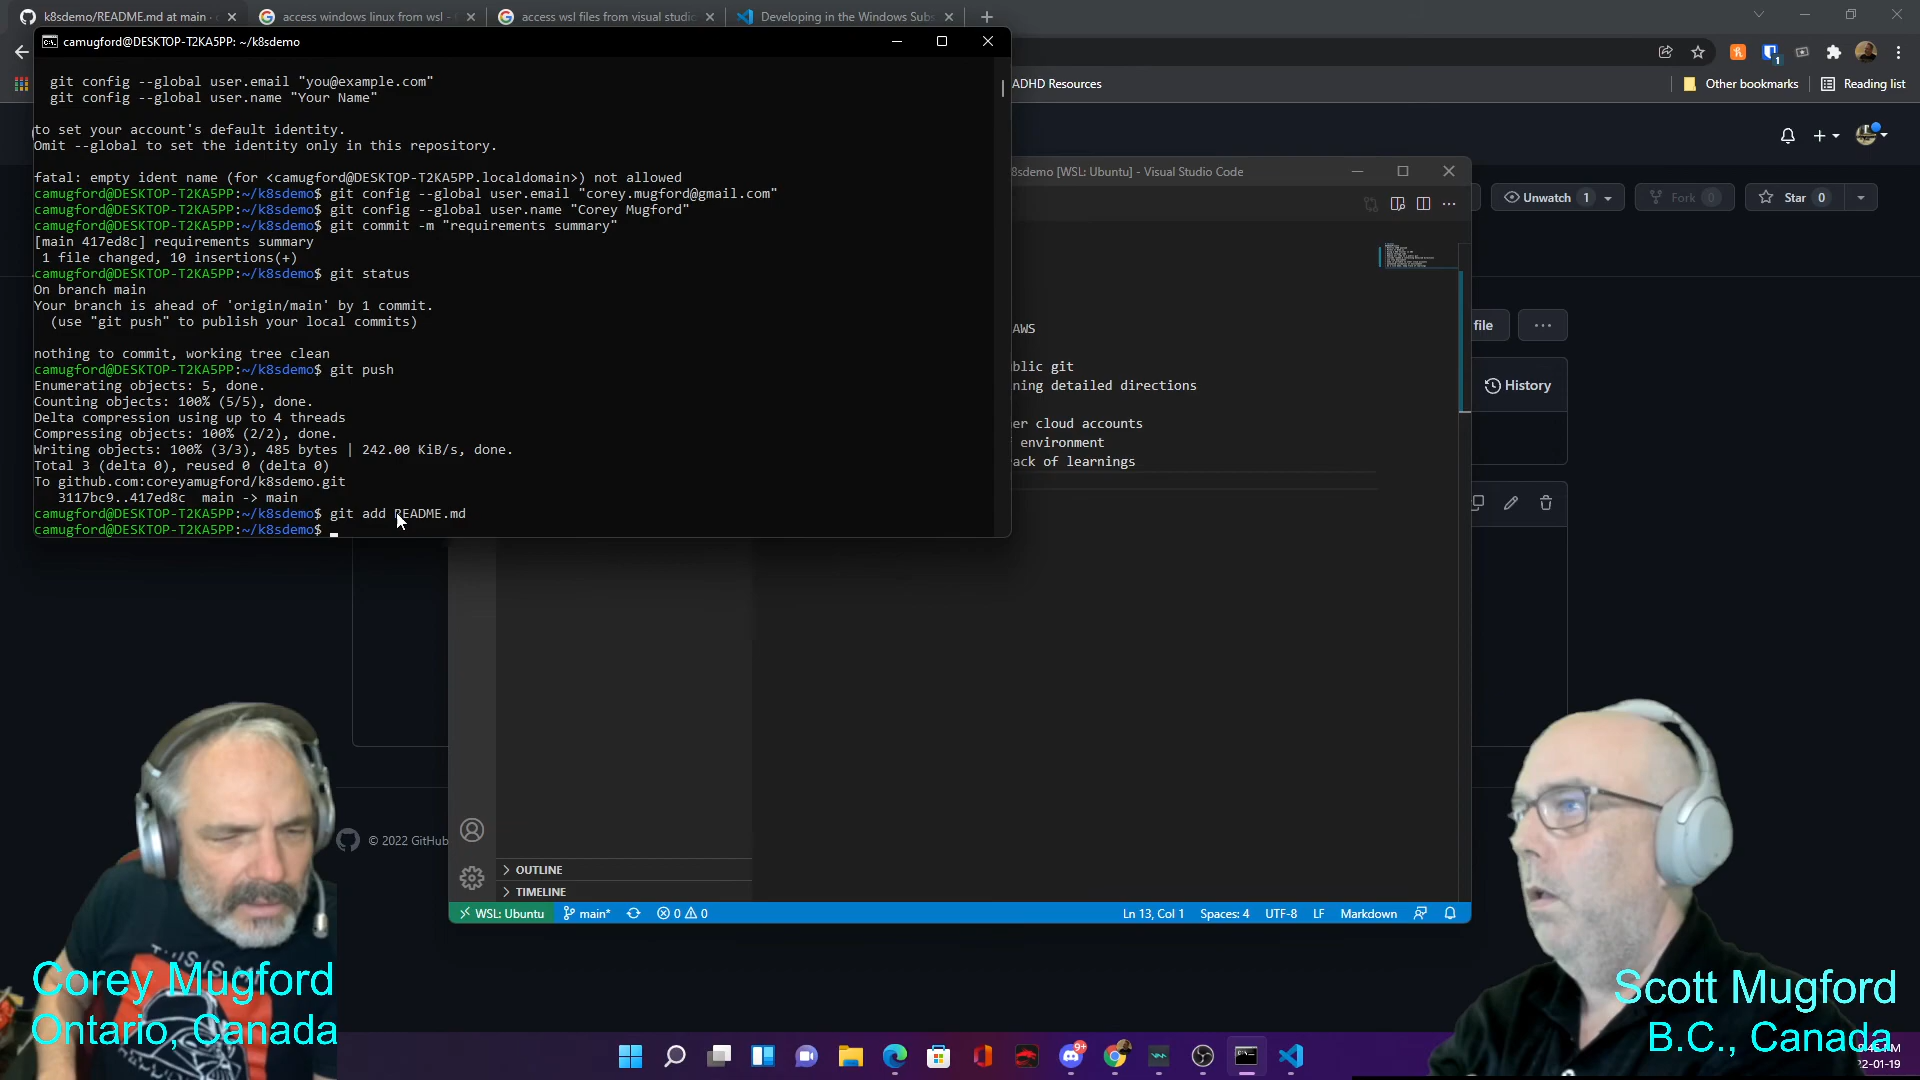 k8sdemo/README.md at main ·
access windows linux from wsl -
access wsl files from visual studio
Developing in the Windows Subs
camugford@DESKTOP-T2KA5PP: ~/k8sdemo
ADHD Resources
Other bookmarks
Reading list
git config --global user.email "you@example.com"
git config --global user.name "Your Name"
to set your account's default identity.
Omit --global to set the identity only in this repository.
fatal: empty ident name (for <camugford@DESKTOP-T2KA5PP.localdomain>) not allowed
camugford@DESKTOP-T2KA5PP:~/k8sdemo$ git config --global user.email "corey.mugford@gmail.com"
camugford@DESKTOP-T2KA5PP:~/k8sdemo$ git config --global user.name "Corey Mugford"
camugford@DESKTOP-T2KA5PP:~/k8sdemo$ git commit -m "requirements summary"
[main 417ed8c] requirements summary
1 file changed, 10 insertions(+)
camugford@DESKTOP-T2KA5PP:~/k8sdemo$ git status
On branch main
Your branch is ahead of 'origin/main' by 1 commit.
(use "git push" to publish your local commits)
nothing to commit, working tree clean
camugford@DESKTOP-T2KA5PP:~/k8sdemo$ git push
Enumerating objects: 5, done.
Counting objects: 100% (5/5), done.
Delta compression using up to 4 threads
Compressing objects: 100% (2/2), done.
Writing objects: 100% (3/3), 485 bytes | 242.00 KiB/s, done.
Total 3 (delta 0), reused 0 (delta 0)
To github.com:coreyamugford/k8sdemo.git
3117bc9..417ed8c  main -> main
camugford@DESKTOP-T2KA5PP:~/k8sdemo$ git add README.md
camugford@DESKTOP-T2KA5PP:~/k8sdemo$
8sdemo [WSL: Ubuntu] - Visual Studio Code
Unwatch 1
Fork 0
Star 0
AWS
blic git
ning detailed directions
er cloud accounts
environment
ack of learnings
file
History
© 2022 GitHub
OUTLINE
TIMELINE
WSL: Ubuntu
main*
0
0
Ln 13, Col 1
Spaces: 4
UTF-8
LF
Markdown
THIS IS
Corey Mugford
Ontario, Canada
Scott Mugford
B.C., Canada
9+
22-01-19